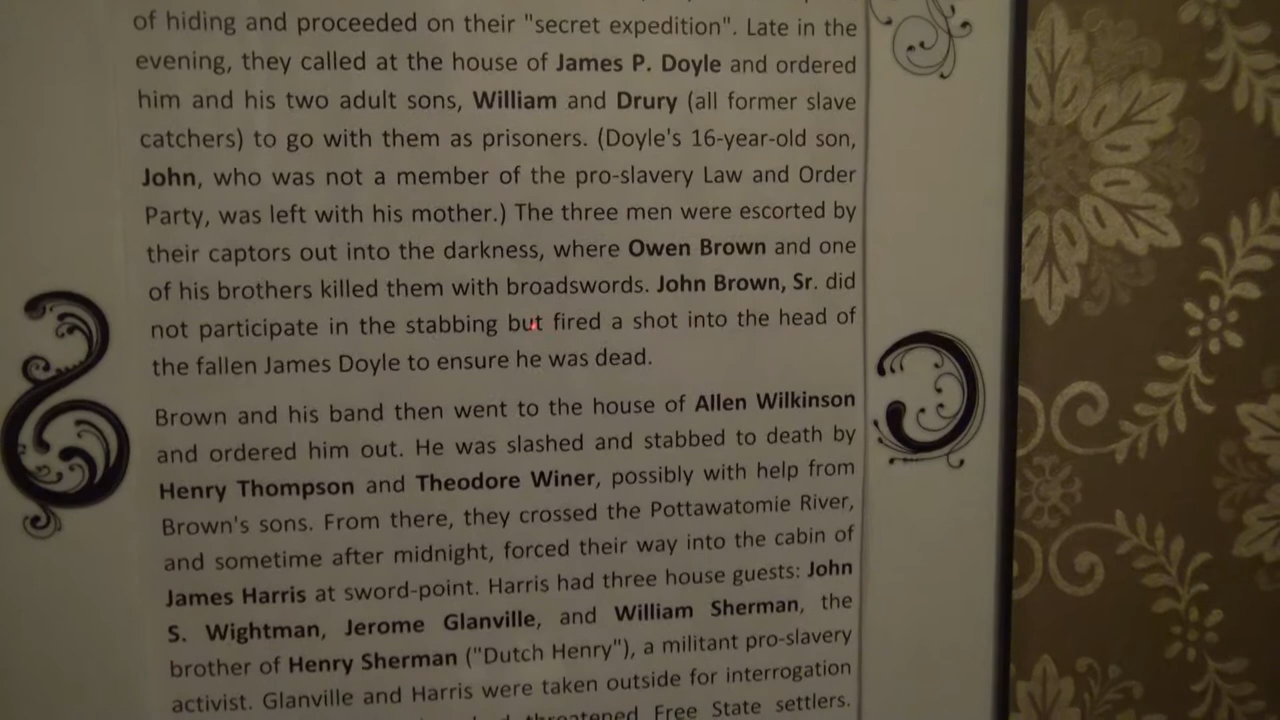 of hiding and proceeded on their "secret expedition". Late in the
evening, they called at the house of James P. Doyle and ordered
him and his two adult sons, William and Drury (all former slave
catchers) to go with them as prisoners. (Doyle's 16-year-old son,
John, who was not a member of the pro-slavery Law and Order
Party, was left with his mother.) The three men were escorted by
their captors out into the darkness, where Owen Brown and one
of his brothers killed them with broadswords. John Brown, Sr. did
not participate in the stabbing but fired a shot into the head of
the fallen James Doyle to ensure he was dead.
Brown and his band then went to the house of Allen Wilkinson
and ordered him out. He was slashed and stabbed to death by
Henry Thompson and Theodore Winer, possibly with help from
Brown's sons. From there, they crossed the Pottawatomie River,
and sometime after midnight, forced their way into the cabin of
James Harris at sword-point. Harris had three house guests: John
S. Wightman, Jerome Glanville, and William Sherman, the
brother of Henry Sherman ("Dutch Henry"), a militant pro-slavery
activist. Glanville and Harris were taken outside for interrogation
threatened Free State settlers.